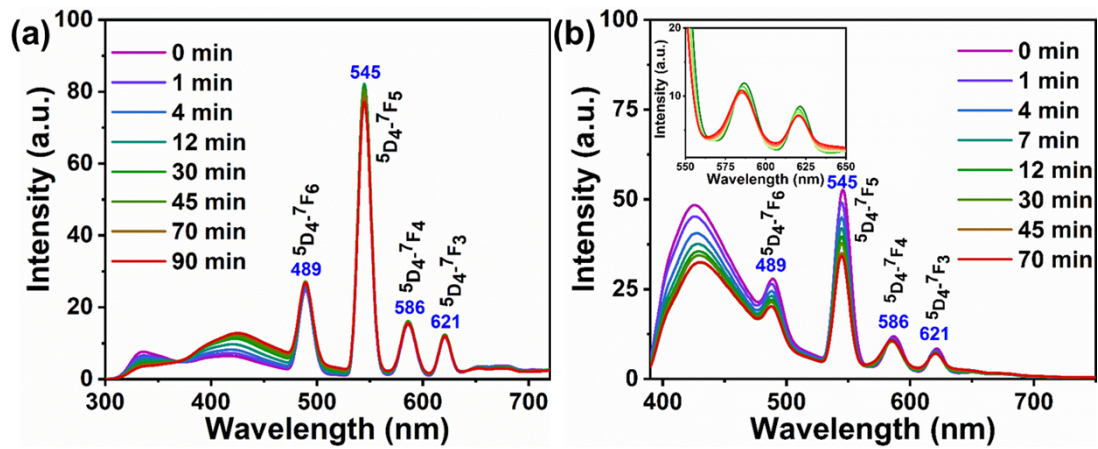 (a)
100
80
60
40
20
0
Intensity (a.u.)
0 min
1 min
4 min
12 min
30 min
45 min
70 min
90 min
489
⁵D₄-⁷F₆
545
⁵D₄-⁷F₅
586
⁵D₄-⁷F₄
621
⁵D₄-⁷F₃
300 400 500 600 700
Wavelength (nm)
(b)
100
75
50
25
0
Intensity (a.u.)
20
10
Intensity (a.u.)
550 575 600 625 650
Wavelength (nm)
0 min
1 min
4 min
7 min
12 min
30 min
45 min
70 min
489
⁵D₄-⁷F₆
545
⁵D₄-⁷F₅
586
⁵D₄-⁷F₄
621
⁵D₄-⁷F₃
400 500 600 700
Wavelength (nm)